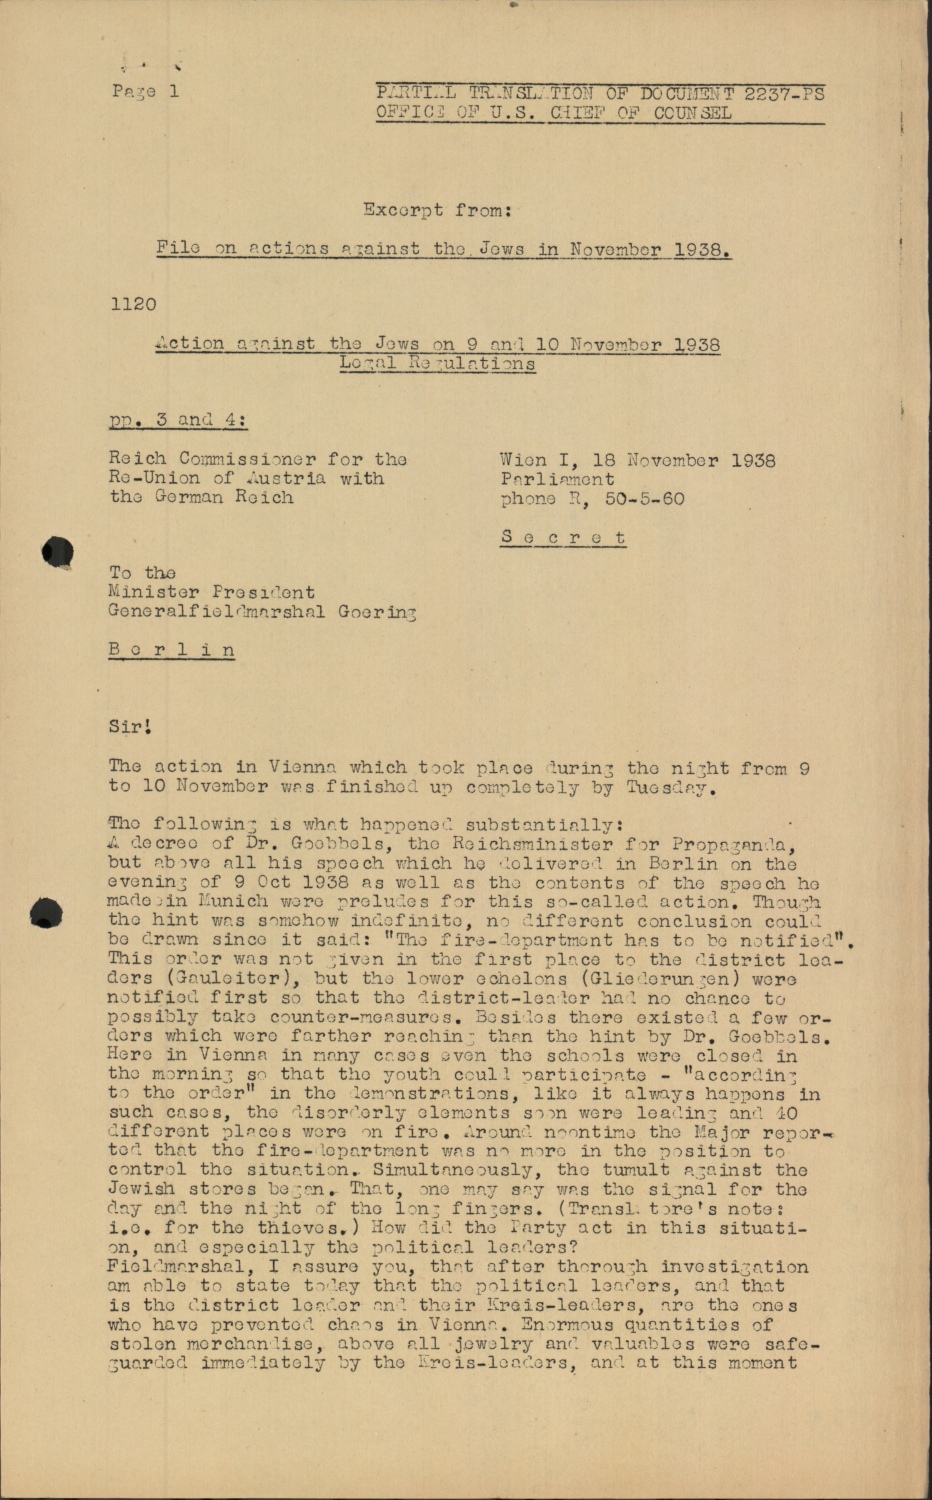 Page 1
PARTIAL TRANSLATION OF DOCUMENT 2237-PS
OFFICE OF U.S. CHIEF OF COUNSEL
Excerpt from:
File on actions against the Jews in November 1938.
1120
Action against the Jews on 9 and 10 November 1938
Legal Regulations
pp. 3 and 4:
Reich Commissioner for the
Re-Union of Austria with
the German Reich
Wien I, 18 November 1938
Parliament
phone R, 50-5-60
S e c r e t
To the
Minister President
Generalfieldmarshal Goering
B e r l i n
Sir!
The action in Vienna which took place during the night from 9
to 10 November was finished up completely by Tuesday.
The following is what happened substantially:
A decree of Dr. Goebbels, the Reichsminister for Propaganda,
but above all his speech which he delivered in Berlin on the
evening of 9 Oct 1938 as well as the contents of the speech he
made in Munich were preludes for this so-called action. Though
the hint was somehow indefinite, no different conclusion could
be drawn since it said: "The fire-department has to be notified".
This order was not given in the first place to the district lea-
ders (Gauleiter), but the lower echelons (Gliederungen) were
notified first so that the district-leader had no chance to
possibly take counter-measures. Besides there existed a few or-
ders which were farther reaching than the hint by Dr. Goebbels.
Here in Vienna in many cases even the schools were closed in
the morning so that the youth could participate - "according
to the order" in the demonstrations, like it always happens in
such cases, the disorderly elements soon were leading and 40
different places were on fire. Around noontime the Major repor-
ted that the fire-department was no more in the position to
control the situation. Simultaneously, the tumult against the
Jewish stores began. That, one may say was the signal for the
day and the night of the long fingers. (Transl. tore's note:
i.e. for the thieves.) How did the Party act in this situati-
on, and especially the political leaders?
Fieldmarshal, I assure you, that after thorough investigation
am able to state today that the political leaders, and that
is the district leader and their Kreis-leaders, are the ones
who have prevented chaos in Vienna. Enormous quantities of
stolen merchandise, above all jewelry and valuables were safe-
guarded immediately by the Kreis-leaders, and at this moment